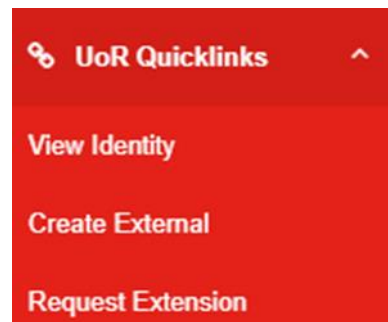 UoR Quicklinks
View Identity
Create External
Request Extension